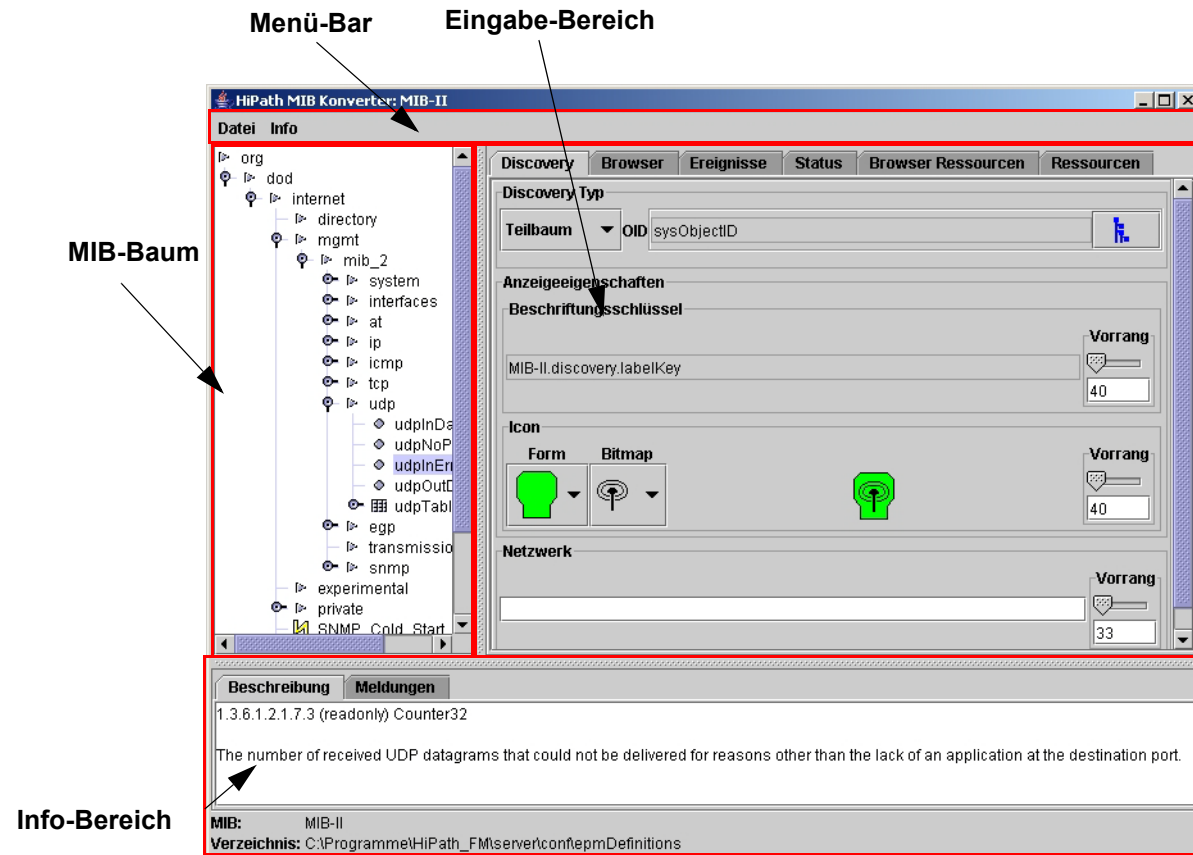 Menü-Bar
Eingabe-Bereich
HiPath MIB Konverter: MIB-II
Datei Info
MIB-Baum
org
dod
internet
directory
mgmt
mib_2
system
interfaces
at
ip
icmp
tcp
udp
udpInDa
udpNoP
udpInErr
udpOutD
udpTabl
egp
transmissio
snmp
experimental
private
SNMP_Cold_Start
Discovery Browser Ereignisse Status Browser Ressourcen Ressourcen
Discovery Typ
Teilbaum OID sysObjectID
Anzeigeeigenschaften
Beschriftungsschlüssel
Vorrang
MIB-II.discovery.labelKey
40
Icon
Form Bitmap Vorrang
40
Netzwerk
Vorrang
33
Beschreibung Meldungen
1.3.6.1.2.1.7.3 (readonly) Counter32
The number of received UDP datagrams that could not be delivered for reasons other than the lack of an application at the destination port.
Info-Bereich
MIB: MIB-II
Verzeichnis: C:\Programme\HiPath_FM\server\conf\epmDefinitions